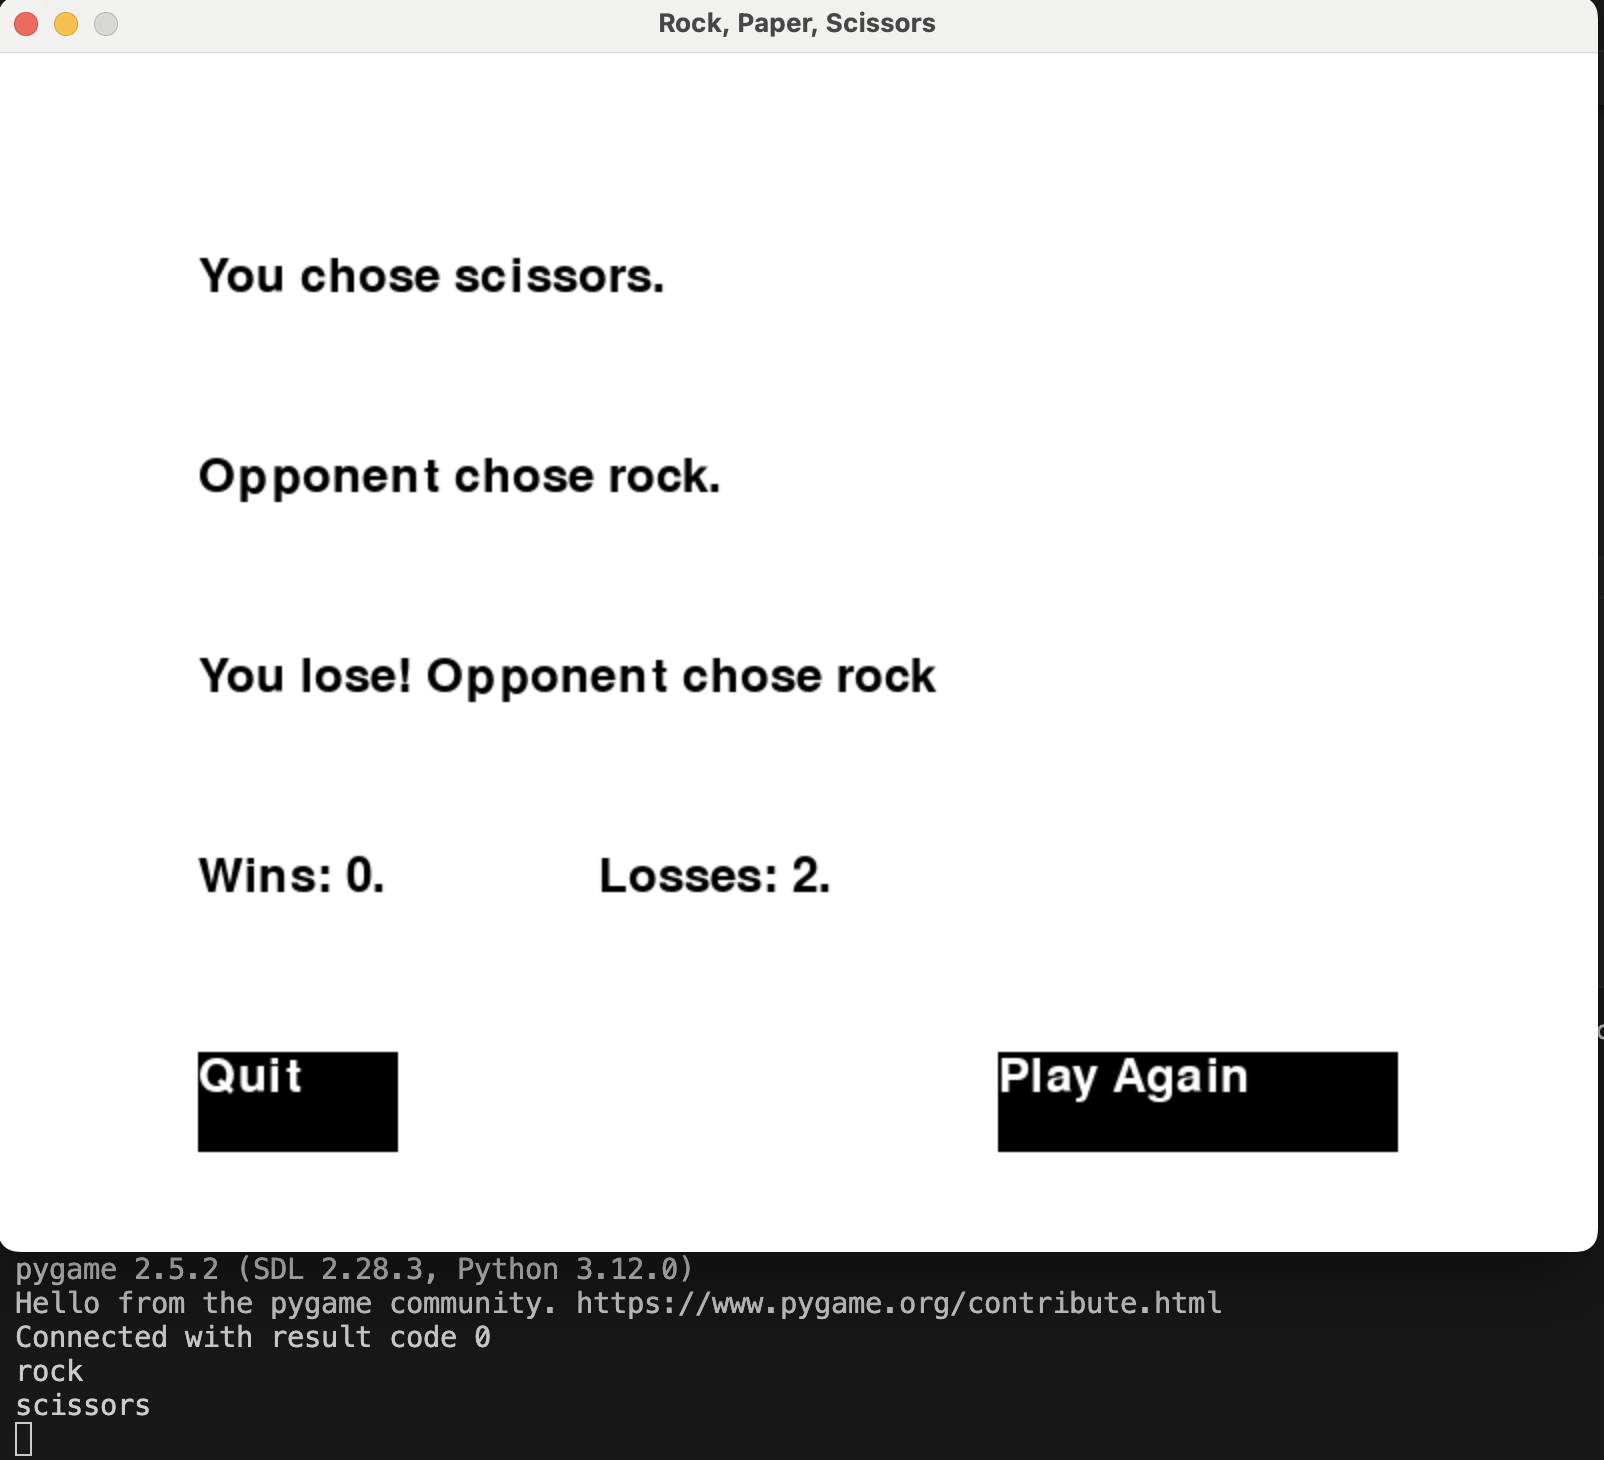 Rock, Paper, Scissors
You chose scissors.
Opponent chose rock.
You lose! Opponent chose rock
Wins: 0. Losses: 2.
Quit Play Again
pygame 2.5.2 (SDL 2.28.3, Python 3.12.0)
Hello from the pygame community. https://www.pygame.org/contribute.html
Connected with result code 0
rock
scissors